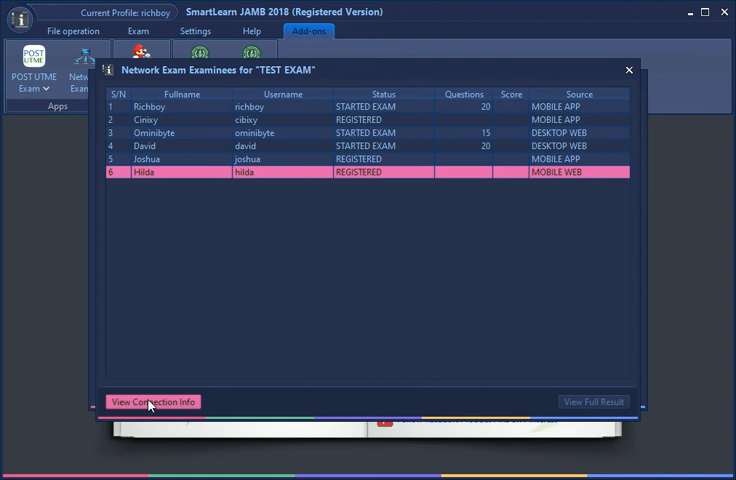 Current Profile: richboy
SmartLearn JAMB 2018 (Registered Version)
File operation Exam Settings Help Add-ons
POST UTME
POST UTME Exam
Apps
Network Exam Examinees for "TEST EXAM"
S/N Fullname Username Status Questions Score Source
1 Richboy richboy STARTED EXAM 20 MOBILE APP
2 Cinixy cibixy REGISTERED MOBILE APP
3 Ominibyte ominibyte STARTED EXAM 15 DESKTOP WEB
4 David david STARTED EXAM 20 DESKTOP WEB
5 Joshua joshua REGISTERED MOBILE APP
6 Hilda hilda REGISTERED MOBILE WEB
View Connection Info
View Full Result